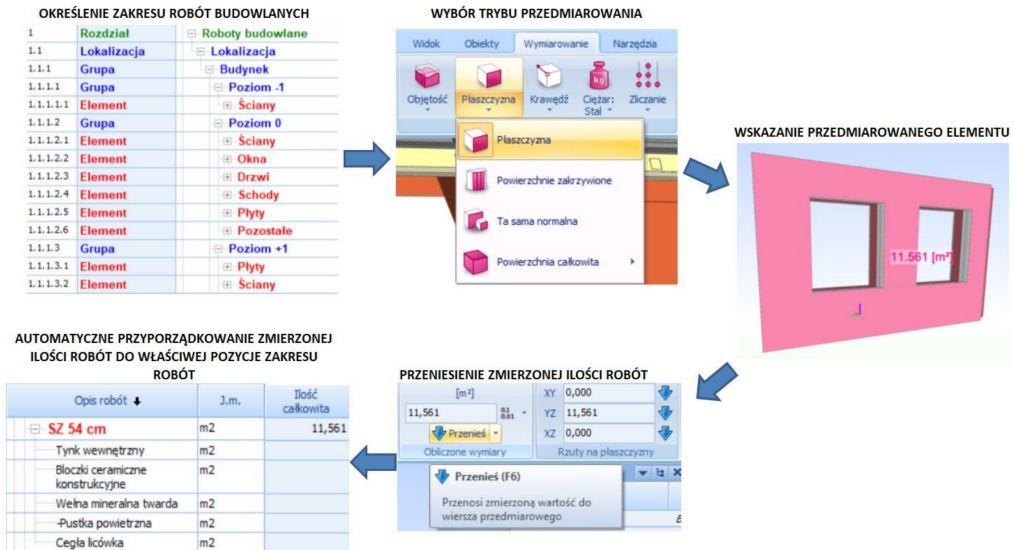 OKREŚLENIE ZAKRESU ROBÓT BUDOWLANYCH
1 Rozdział Roboty budowlane
1.1 Lokalizacja Lokalizacja
1.1.1 Grupa Budynek
1.1.1.1 Grupa Poziom -1
1.1.1.1.1 Element Ściany
1.1.1.2 Grupa Poziom 0
1.1.1.2.1 Element Ściany
1.1.1.2.2 Element Okna
1.1.1.2.3 Element Drzwi
1.1.1.2.4 Element Schody
1.1.1.2.5 Element Płyty
1.1.1.2.6 Element Pozostałe
1.1.1.3 Grupa Poziom +1
1.1.1.3.1 Element Płyty
1.1.1.3.2 Element Ściany
WYBÓR TRYBU PRZEDMIAROWANIA
Widok Obiekty Wymiarowanie Narzędzia
Objętość Płaszczyzna Krawędź Ciężar: Stal Zliczanie
kg
Płaszczyzna
Powierzchnie zakrzywione
Ta sama normalna
Powierzchnia całkowita
WSKAZANIE PRZEDMIAROWANEGO ELEMENTU
11.561 [m²]
PRZENIESIENIE ZMIERZONEJ ILOŚCI ROBÓT
[m²] XY 0,000
11,561 0,1 0,01 YZ 11,561
Przenieś XZ 0,000
Obliczone wymiary Rzuty na płaszczyzny
Przenieś (F6)
Przenosi zmierzoną wartość do
wiersza przedmiarowego
AUTOMATYCZNE PRZYPORZĄDKOWANIE ZMIERZONEJ
ILOŚCI ROBÓT DO WŁAŚCIWEJ POZYCJE ZAKRESU
ROBÓT
Opis robót J.m. Ilość całkowita
SZ 54 cm m2 11,561
Tynk wewnętrzny m2
Bloczki ceramiczne m2
konstrukcyjne
Wełna mineralna twarda m2
-Pustka powietrzna m2
Cegła licówka m2